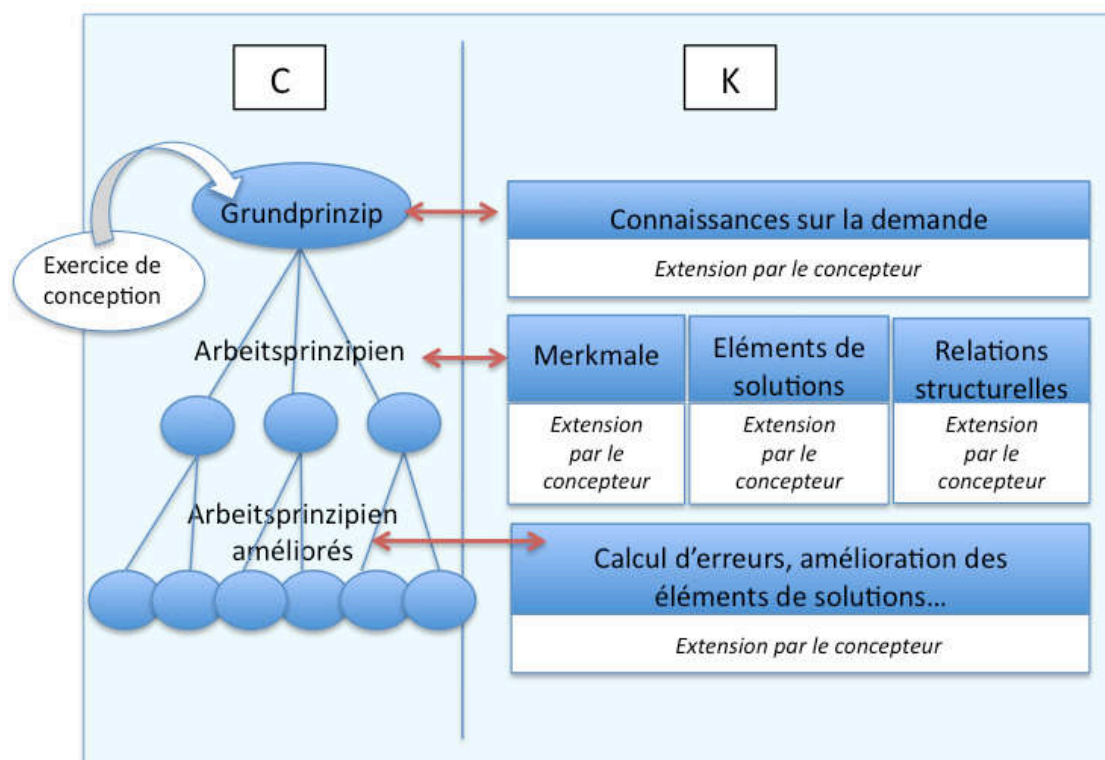 C
K
Grundprinzip
Exercice de
conception
Connaissances sur la demande
Extension par le concepteur
Arbeitsprinzipien
Merkmale
Extension
par le
concepteur
Eléments de
solutions
Extension
par le
concepteur
Relations
structurelles
Extension
par le
concepteur
Arbeitsprinzipien
améliorés
Calcul d’erreurs, amélioration des
éléments de solutions…
Extension par le concepteur